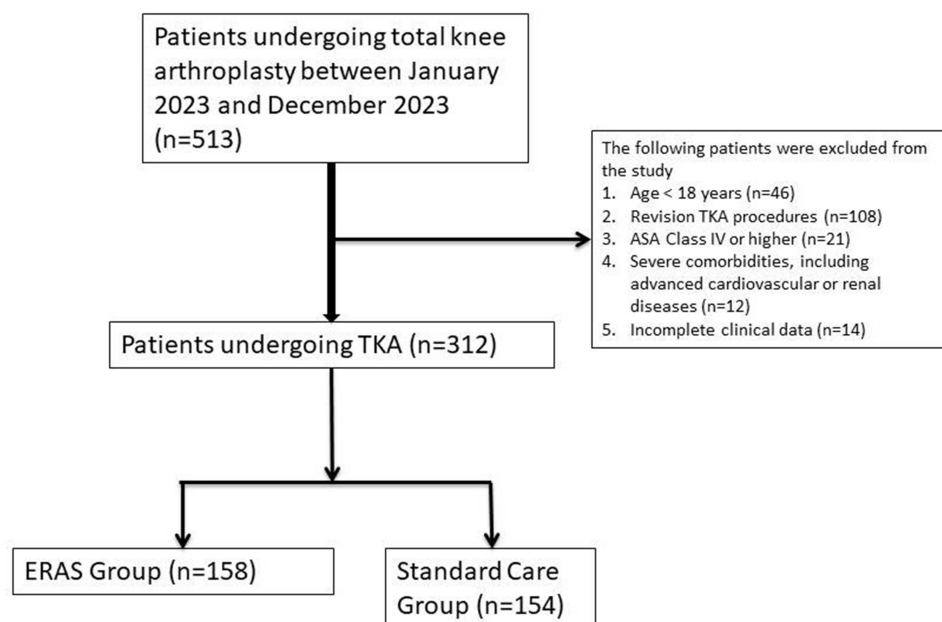 Patients undergoing total knee
arthroplasty between January
2023 and December 2023
(n=513)
The following patients were excluded from
the study
1. Age < 18 years (n=46)
2. Revision TKA procedures (n=108)
3. ASA Class IV or higher (n=21)
4. Severe comorbidities, including
advanced cardiovascular or renal
diseases (n=12)
5. Incomplete clinical data (n=14)
Patients undergoing TKA (n=312)
ERAS Group (n=158)
Standard Care
Group (n=154)